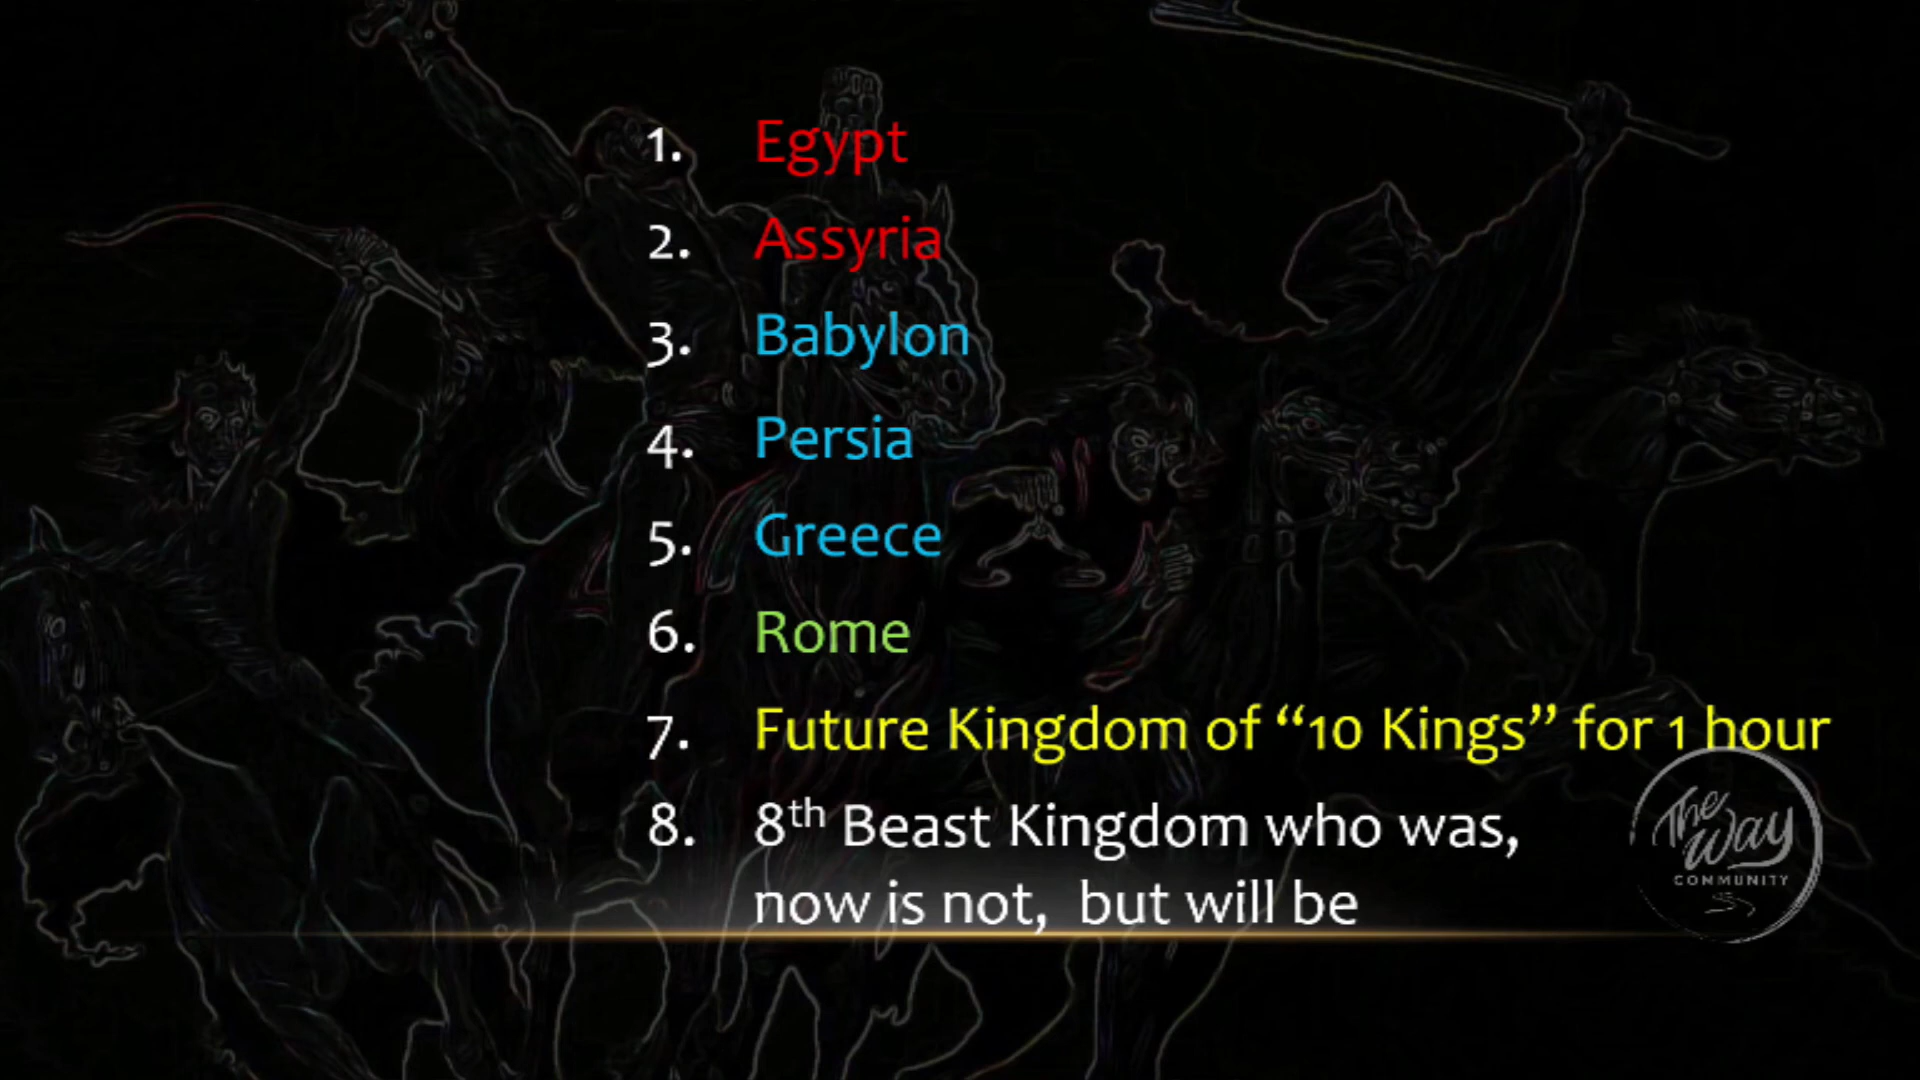 1. Egypt
2. Assyria
3. Babylon
4. Persia
5. Greece
6. Rome
7. Future Kingdom of “10 Kings” for 1 hour
8. 8th Beast Kingdom who was,
now is not, but will be
The
Way
COMMUNITY